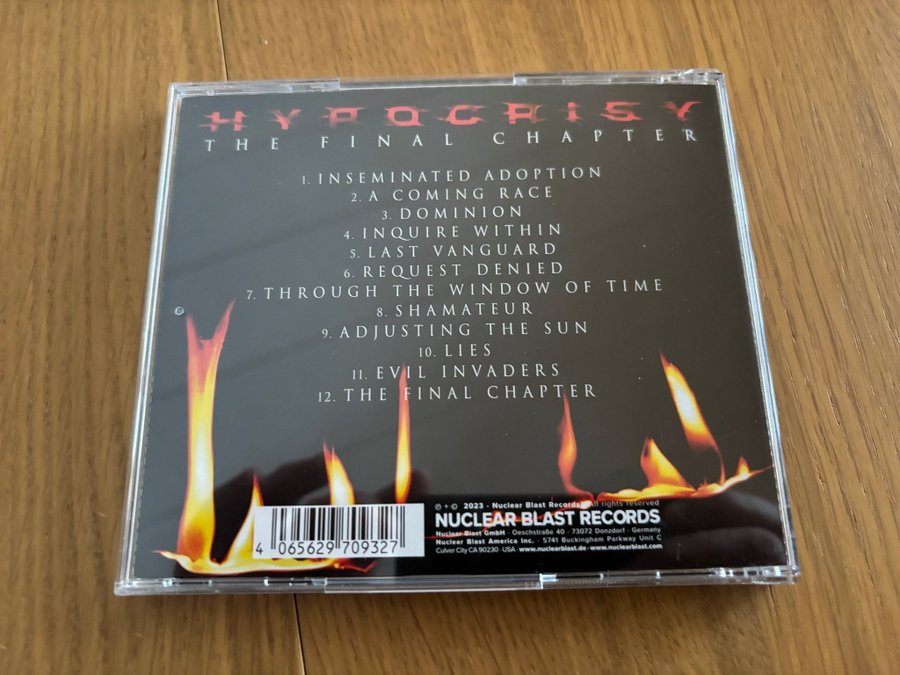 HYPOCRISY
THE FINAL CHAPTER
1. INSEMINATED ADOPTION
2. A COMING RACE
3. DOMINION
4. INQUIRE WITHIN
5. LAST VANGUARD
6. REQUEST DENIED
7. THROUGH THE WINDOW OF TIME
8. SHAMATEUR
9. ADJUSTING THE SUN
10. LIES
11. EVIL INVADERS
12. THE FINAL CHAPTER
℗ + © 2023 · Nuclear Blast Records. All rights reserved
NUCLEAR BLAST RECORDS
Nuclear Blast GmbH · Oeschstraße 40 · 73072 Donzdorf · Germany
Nuclear Blast America Inc. · 5741 Buckingham Parkway Unit C
Culver City CA 90230 · USA · www.nuclearblast.de · www.nuclearblast.com
4 065629 709327